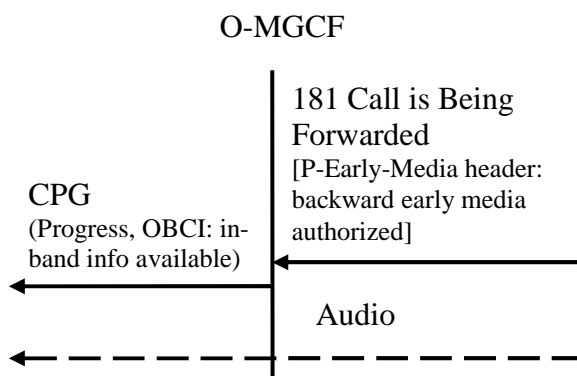 O-MGCF
181 Call is Being
Forwarded
[P-Early-Media header:
backward early media
authorized]
CPG
(Progress, OBCI: in-
band info available)
Audio